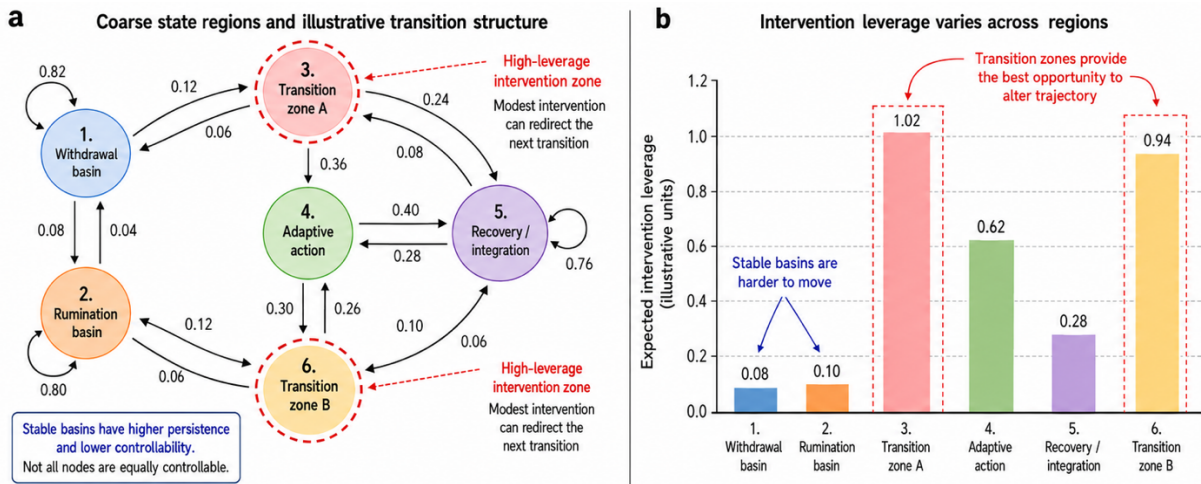 a
Coarse state regions and illustrative transition structure
0.82
0.12
0.06
3.
Transition
zone A
High-leverage
intervention zone
Modest intervention
can redirect the
next transition
0.24
0.08
1.
Withdrawal
basin
0.36
4.
Adaptive
action
0.40
0.28
5.
Recovery /
integration
0.76
0.08
0.04
2.
Rumination
basin
0.80
0.12
0.06
0.30
0.26
0.10
0.06
6.
Transition
zone B
High-leverage
intervention zone
Modest intervention
can redirect the
next transition
Stable basins have higher persistence
and lower controllability.
Not all nodes are equally controllable.
b
Intervention leverage varies across regions
Transition zones provide
the best opportunity to
alter trajectory
Expected intervention leverage
(illustrative units)
1.2
1.0
0.8
0.6
0.4
0.2
0.0
Stable basins are
harder to move
0.08
0.10
1.02
0.62
0.28
0.94
1.
Withdrawal
basin
2.
Rumination
basin
3.
Transition
zone A
4.
Adaptive
action
5.
Recovery /
integration
6.
Transition
zone B